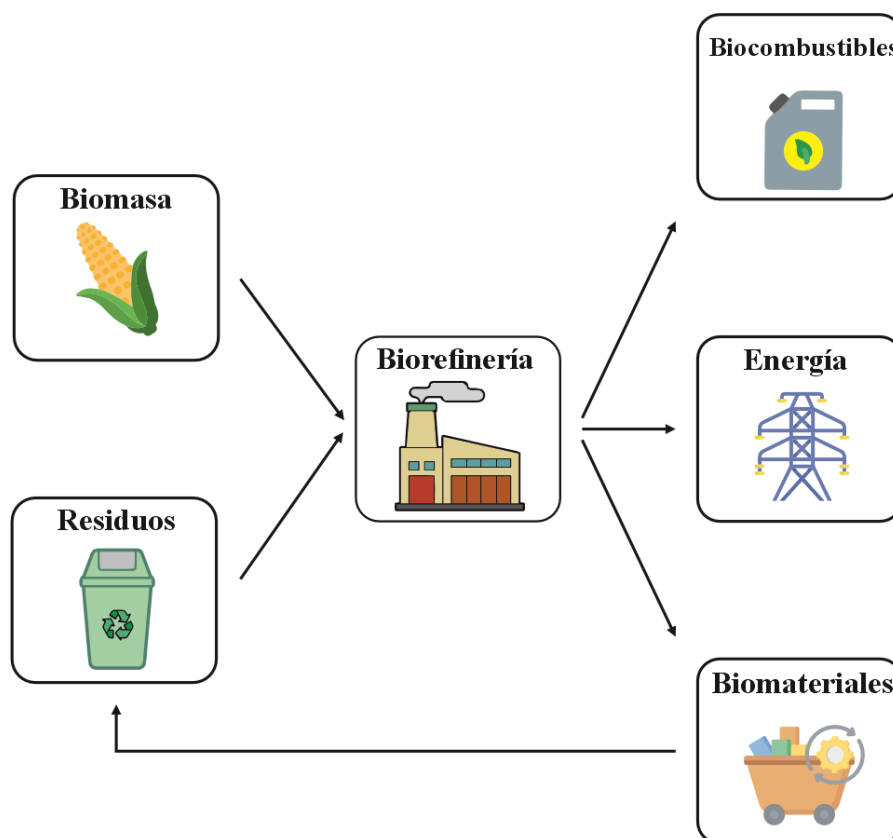 Biocombustibles
Biomasa
Biorefinería
Energía
Residuos
Biomateriales